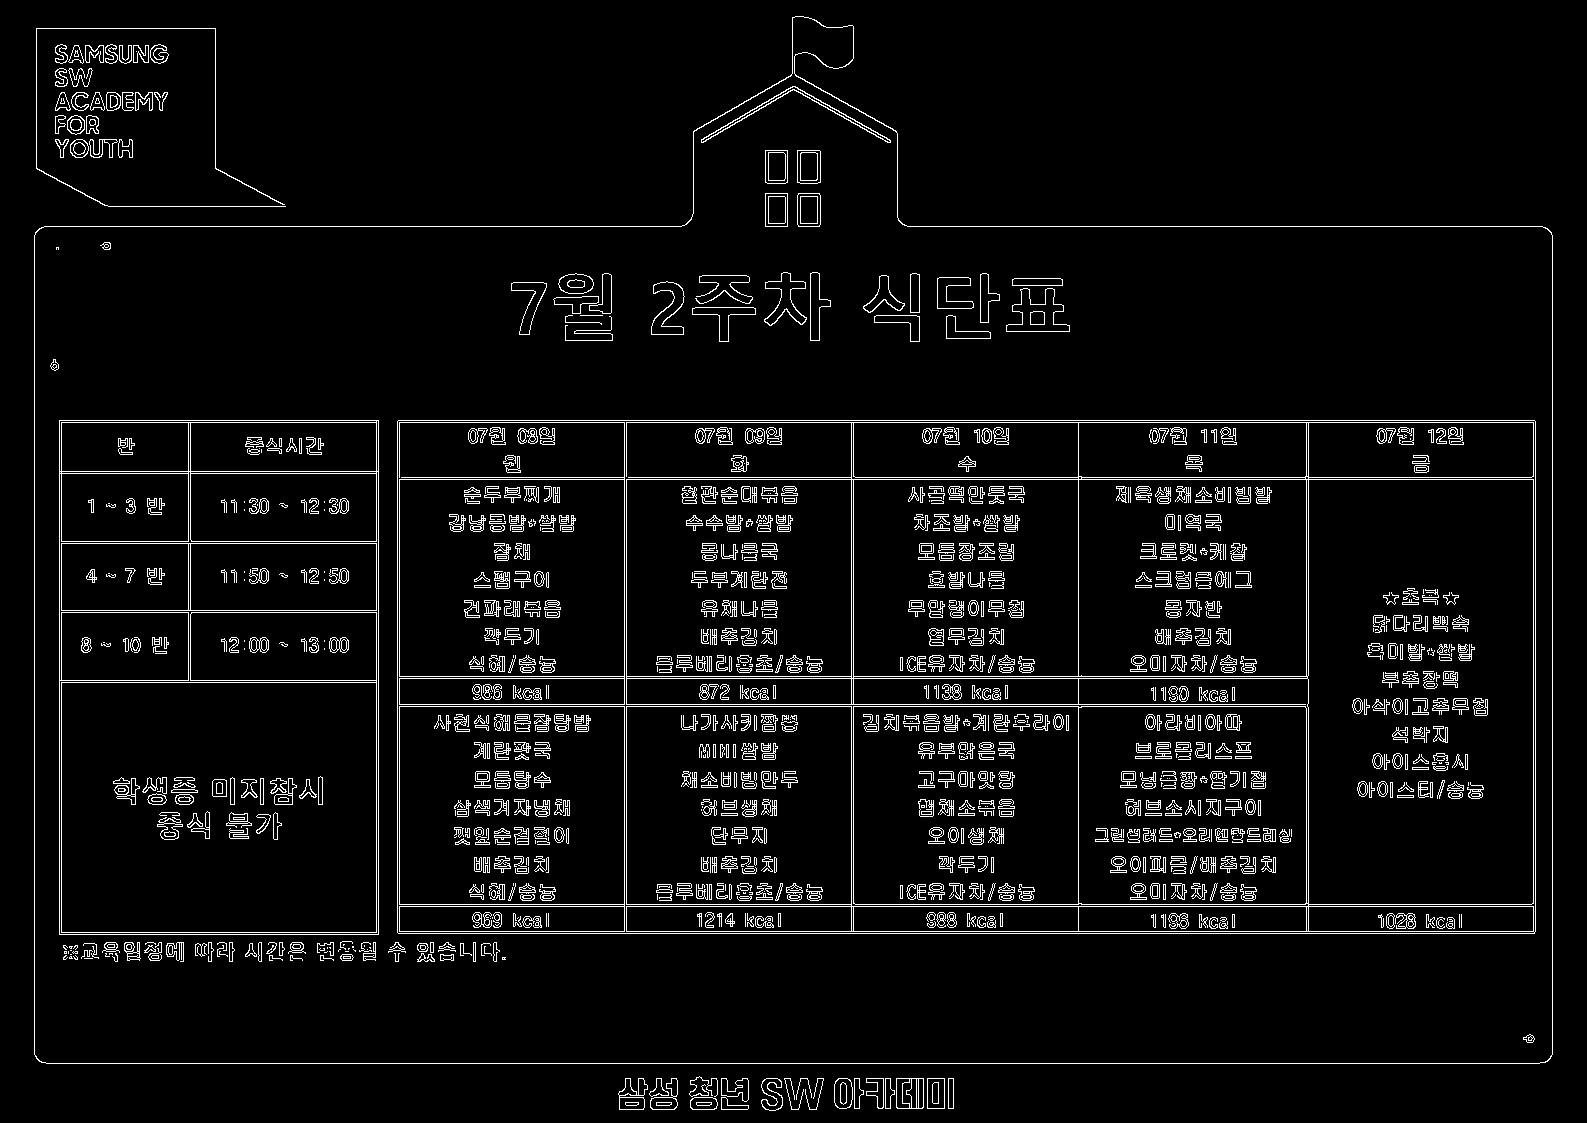 SAMSUNG
SW
ACADEMY
FOR
YOUTH
7월 2주차 식단표
반 중식시간
1 ~ 3 반 11:30 ~ 12:30
4 ~ 7 반 11:50 ~ 12:50
8 ~ 10 반 12:00 ~ 13:00
학생증 미지참시
중식 불가
07월 08일
월
순두부찌개
강낭콩밥*쌀밥
잡채
스팸구이
건파래볶음
깍두기
식혜/숭늉
986 kcal
사천식해물잡탕밥
계란팟국
모듬탕수
삼색겨자냉채
깻잎순겉절이
배추김치
식혜/숭늉
969 kcal
07월 09일
화
철판순대볶음
수수밥*쌀밥
콩나물국
두부계란전
유채나물
배추김치
블루베리홍초/숭늉
872 kcal
나가사키짬뽕
MINI쌀밥
채소비빔만두
허브생채
단무지
배추김치
블루베리홍초/숭늉
1214 kcal
07월 10일
수
사골떡만둣국
차조밥*쌀밥
모듬장조림
호박나물
무말랭이무침
열무김치
ICE유자차/숭늉
1138 kcal
김치볶음밥*계란후라이
유부맑은국
고구마맛탕
햄채소볶음
오이생채
깍두기
ICE유자차/숭늉
988 kcal
07월 11일
목
제육생채소비빔밥
미역국
크로켓*케찹
스크럼블에그
콩자반
배추김치
오미자차/숭늉
1190 kcal
아라비아따
브로콜리스프
모닝롤빵*딸기잼
허브소시지구이
그린샐러드*오리엔탈드레싱
오이피클/배추김치
오미자차/숭늉
1196 kcal
07월 12일
금
☆초복☆
닭다리백숙
흑미밥*쌀밥
부추장떡
아삭이고추무침
석박지
아이스홍시
아이스티/숭늉
1028 kcal
※교육일정에 따라 시간은 변동될 수 있습니다.
삼성 청년 SW 아카데미